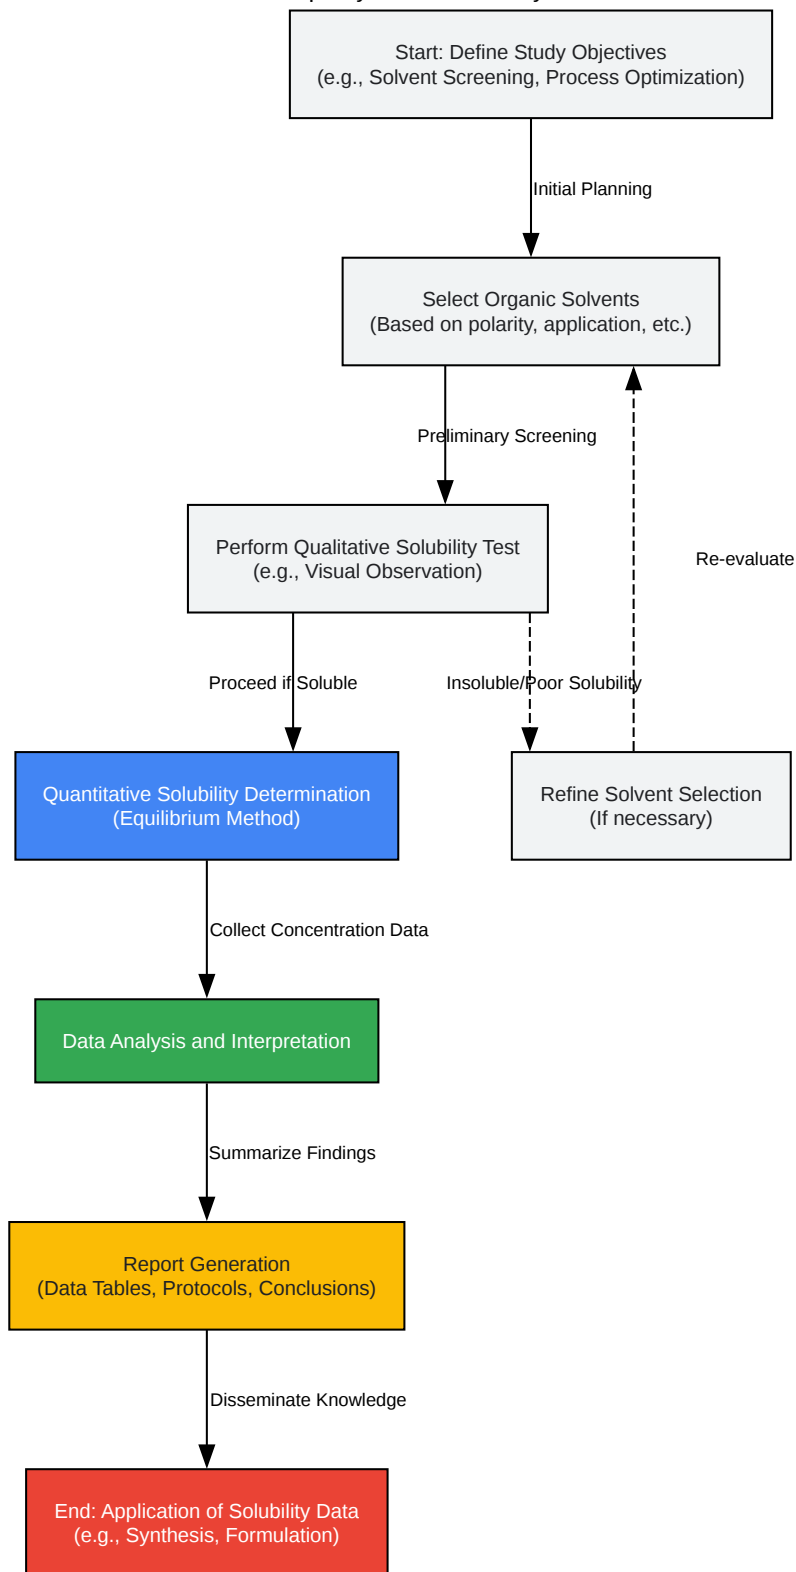 Start: Define Study Objectives
(e.g., Solvent Screening, Process Optimization)
Initial Planning
Select Organic Solvents
(Based on polarity, application, etc.)
Preliminary Screening
Perform Qualitative Solubility Test
(e.g., Visual Observation)
Re-evaluate
Proceed if Soluble
Insoluble/Poor Solubility
Quantitative Solubility Determination
(Equilibrium Method)
Refine Solvent Selection
(If necessary)
Collect Concentration Data
Data Analysis and Interpretation
Summarize Findings
Report Generation
(Data Tables, Protocols, Conclusions)
Disseminate Knowledge
End: Application of Solubility Data
(e.g., Synthesis, Formulation)